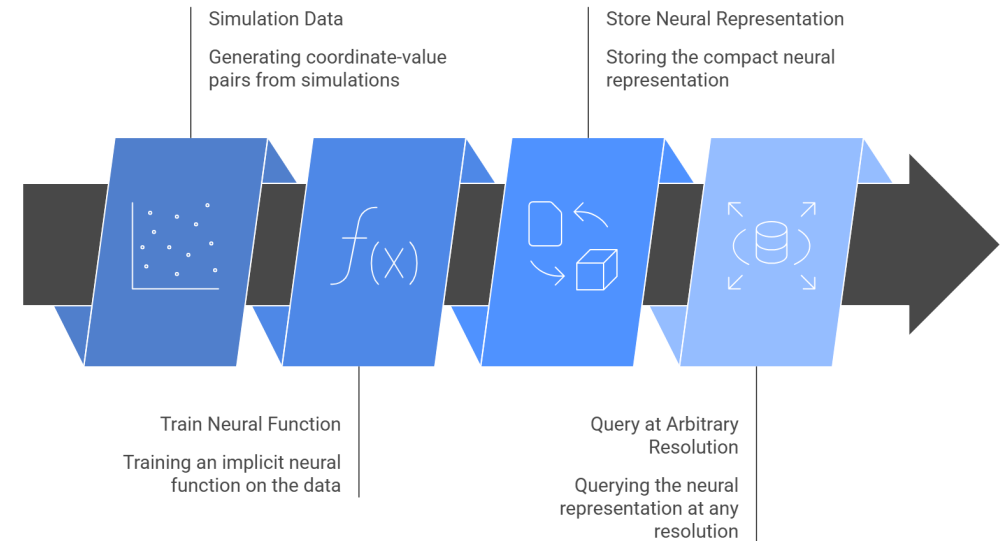 Simulation Data
Generating coordinate-value
pairs from simulations
Store Neural Representation
Storing the compact neural
representation
f(x)
Train Neural Function
Training an implicit neural
function on the data
Query at Arbitrary
Resolution
Querying the neural
representation at any
resolution